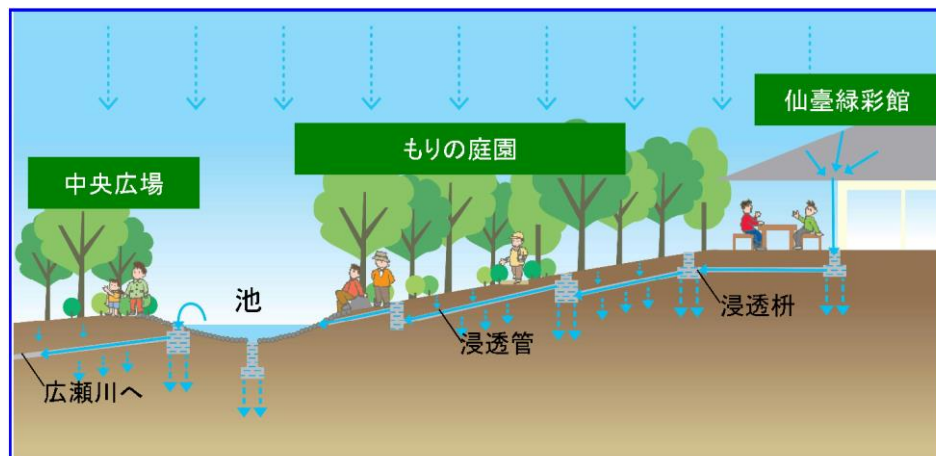 仙臺緑彩館
もりの庭園
中央広場
池
浸透枡
浸透管
広瀬川へ